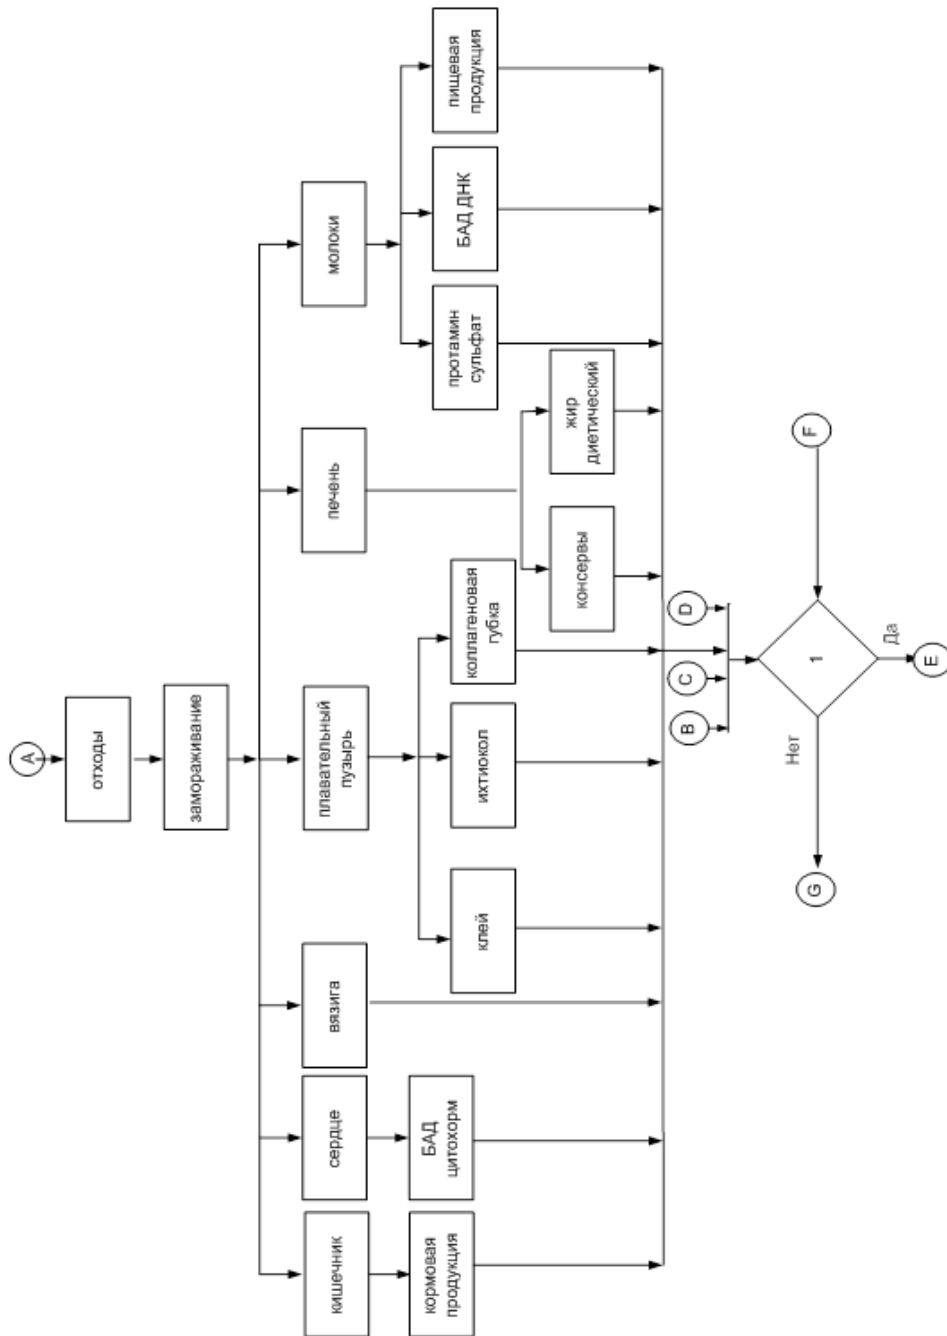 A
отходы
замораживание
кишечник
сердце
вязига
плавательный
пузырь
печень
молоки
кормовая
продукция
БАД
цитохорм
клей
ихтиокол
коллагеновая
губка
консервы
жир
диетический
протамин
сульфат
БАД ДНК
пищевая
продукция
B
C
D
1
Нет
Да
G
E
F